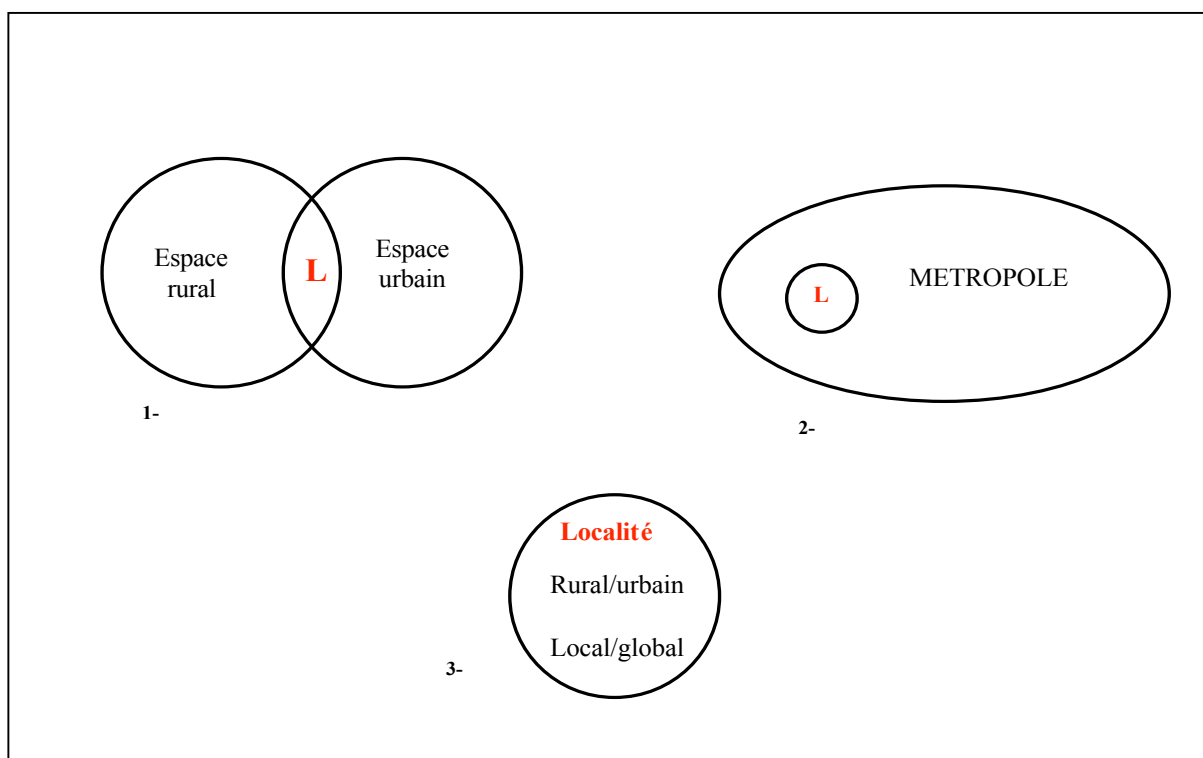 Espace
rural
L
Espace
urbain
1-
L
METROPOLE
2-
Localité
Rural/urbain
Local/global
3-